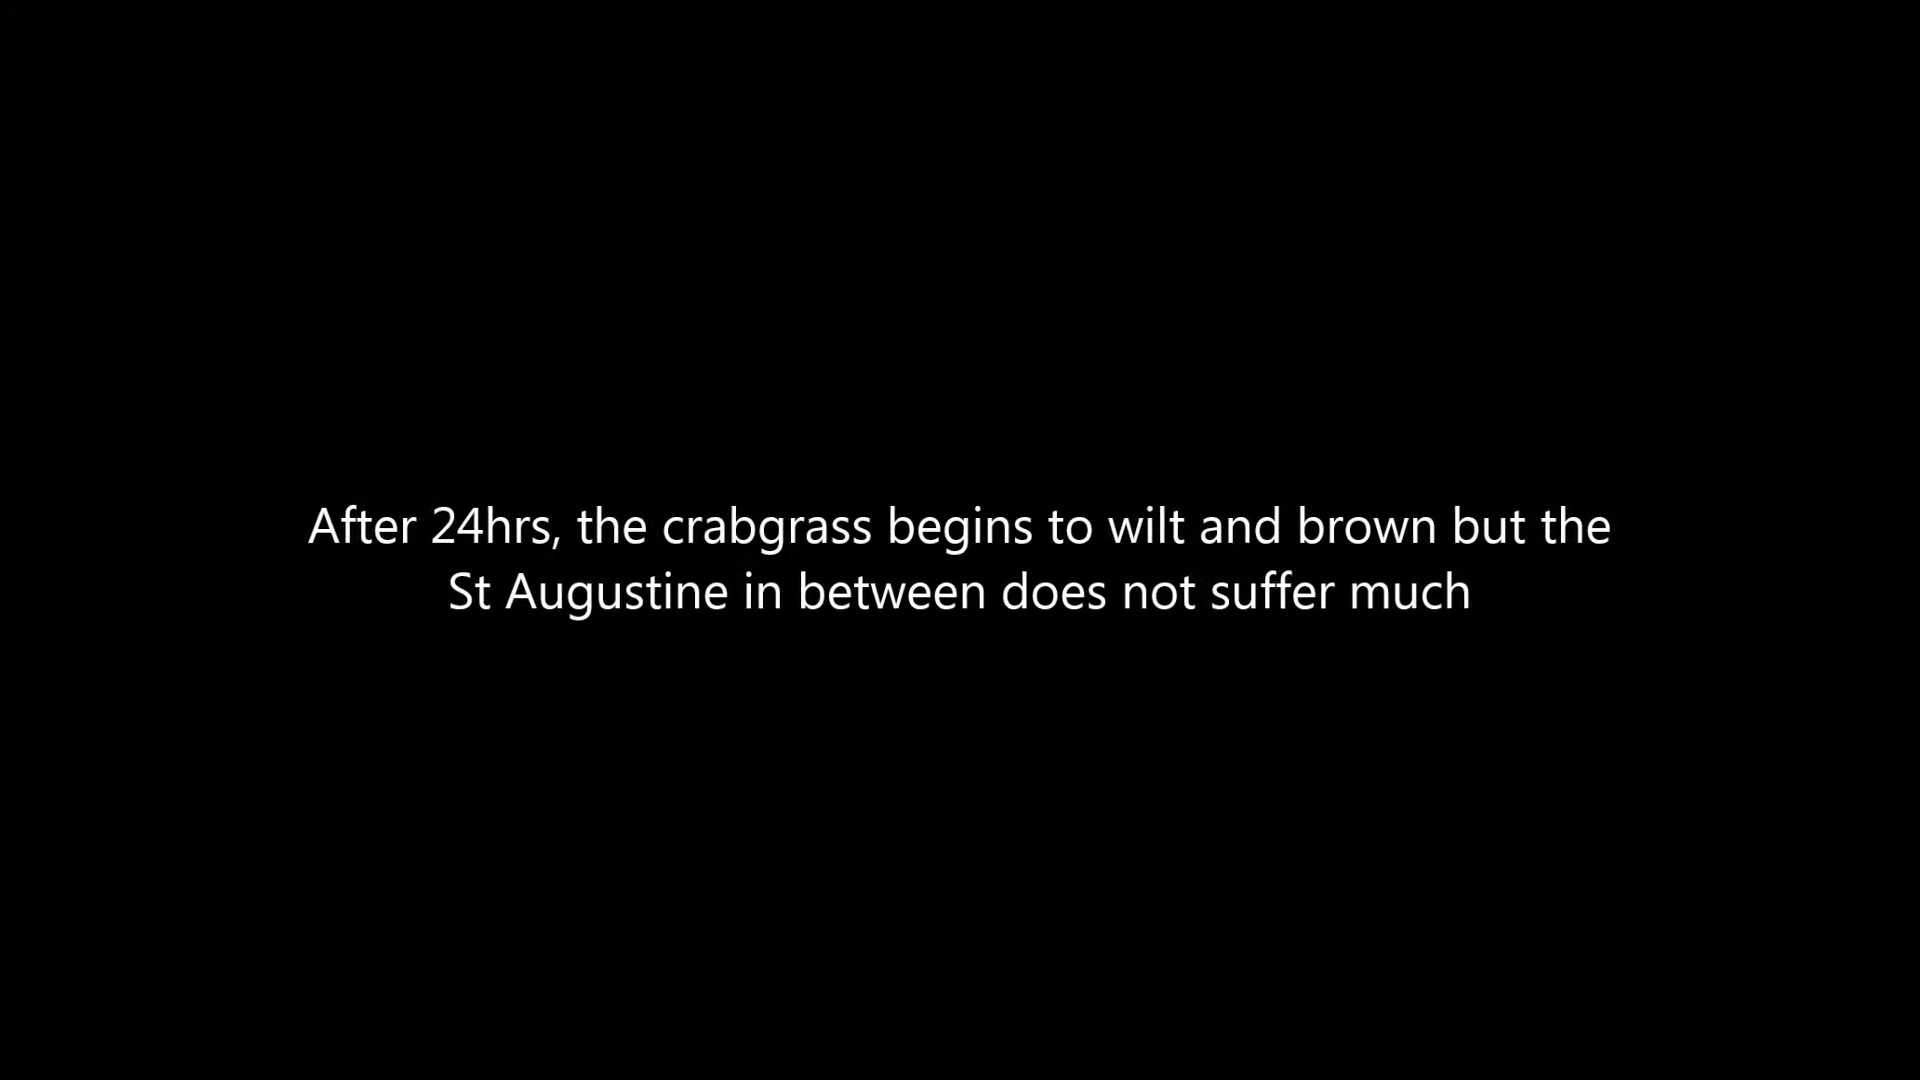 After 24hrs, the crabgrass begins to wilt and brown but the
St Augustine in between does not suffer much